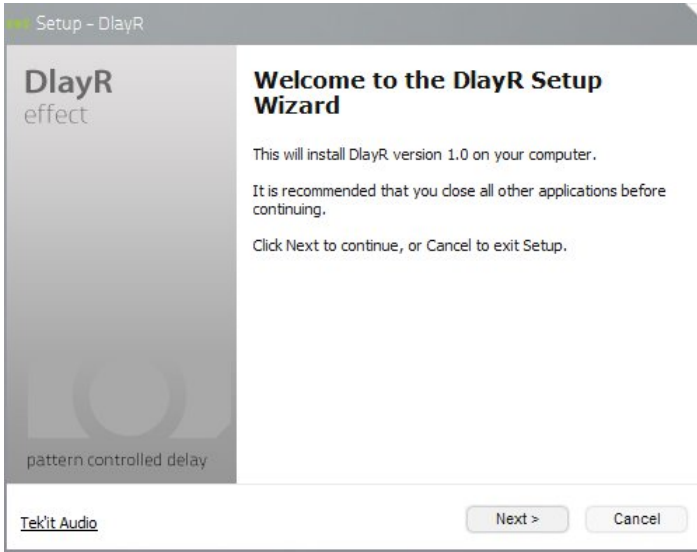 Setup - DlayR
DlayR
effect
Welcome to the DlayR Setup
Wizard
This will install DlayR version 1.0 on your computer.
It is recommended that you close all other applications before
continuing.
Click Next to continue, or Cancel to exit Setup.
pattern controlled delay
Tek'it Audio
Next >
Cancel